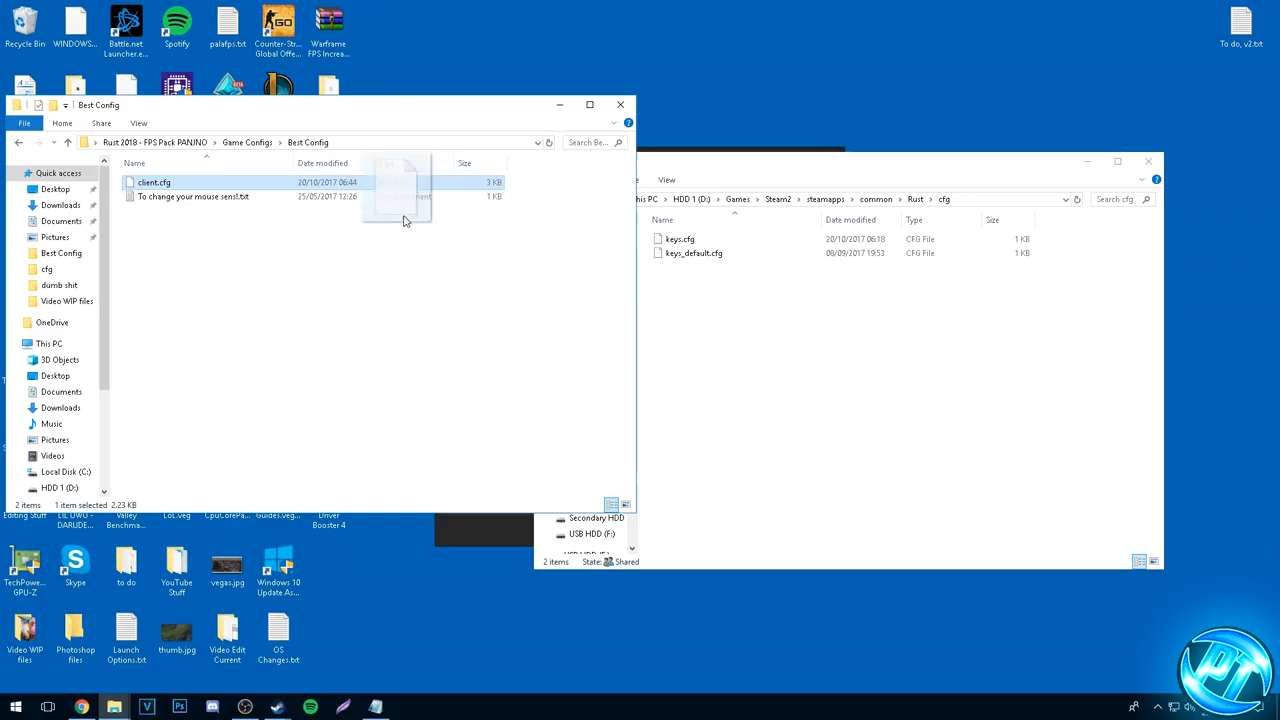 Recycle Bin
WINDOWS...
Battle.net Launcher.e...
Spotify
palafps.txt
Counter-Str... Global Offe...
Warframe FPS Increa...
To do, v2.txt
Best Config
File
Home
Share
View
Rust 2018 - FPS Pack PANJNO
Game Configs
Best Config
Search Be...
Name
Date modified
Size
client.cfg
20/10/2017 06:44
3 KB
To change your mouse sens!.txt
25/05/2017 12:26
1 KB
Quick access
Desktop
Downloads
Documents
Pictures
Best Config
cfg
dumb shit
Video WIP files
OneDrive
This PC
3D Objects
Desktop
Documents
Downloads
Music
Pictures
Videos
Local Disk (C:)
HDD 1 (D:)
2 items
1 item selected
2.23 KB
View
his PC
HDD 1 (D:)
Games
Steam2
steamapps
common
Rust
cfg
Search cfg
Name
Date modified
Type
Size
keys.cfg
20/10/2017 06:18
CFG File
1 KB
keys_default.cfg
08/09/2017 19:53
CFG File
1 KB
Secondary HDD
USB HDD (F:)
2 items
State:
Shared
Editing Stuff
Valley Benchma...
LoL.veg
CpuCorePa...
Guides.veg...
Driver Booster 4
TechPowe... GPU-Z
Skype
to do
YouTube Stuff
vegas.jpg
Windows 10 Update As...
Video WIP files
Photoshop files
Launch Options.txt
thumb.jpg
Video Edit Current
OS Changes.txt